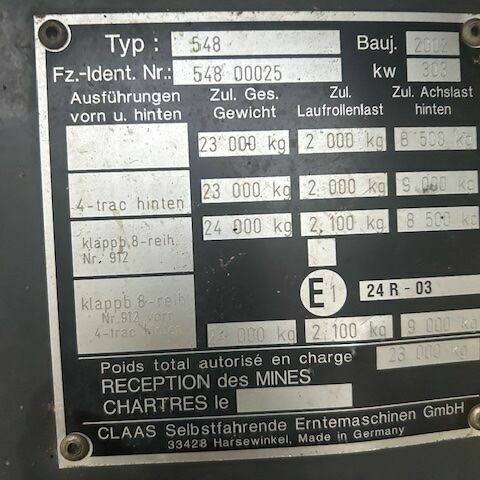 Typ: 548 Bauj. 2002
Fz.-Ident. Nr.: 548 00025 kw 303
Ausführungen vorn u. hinten Zul. Ges. Gewicht Zul. Laufrollenlast Zul. Achslast hinten
23 000 kg 2 000 kg 8 500 kg
4-trac hinten 23 000 kg 2.000 kg 9 000 kg
klappb.8-reih. Nr. 912 24 000 kg 2,100 kg 8 500 kg
E1 24 R - 03
klappb 8-reih Nr.912 vorn 4-trac hinten 24 000 kg 2,100 kg 9 000 kg
Poids total autorisé en charge 23 000 kg
RECEPTION des MINES
CHARTRES le
CLAAS Selbstfahrende Erntemaschinen GmbH
33428 Harsewinkel, Made in Germany